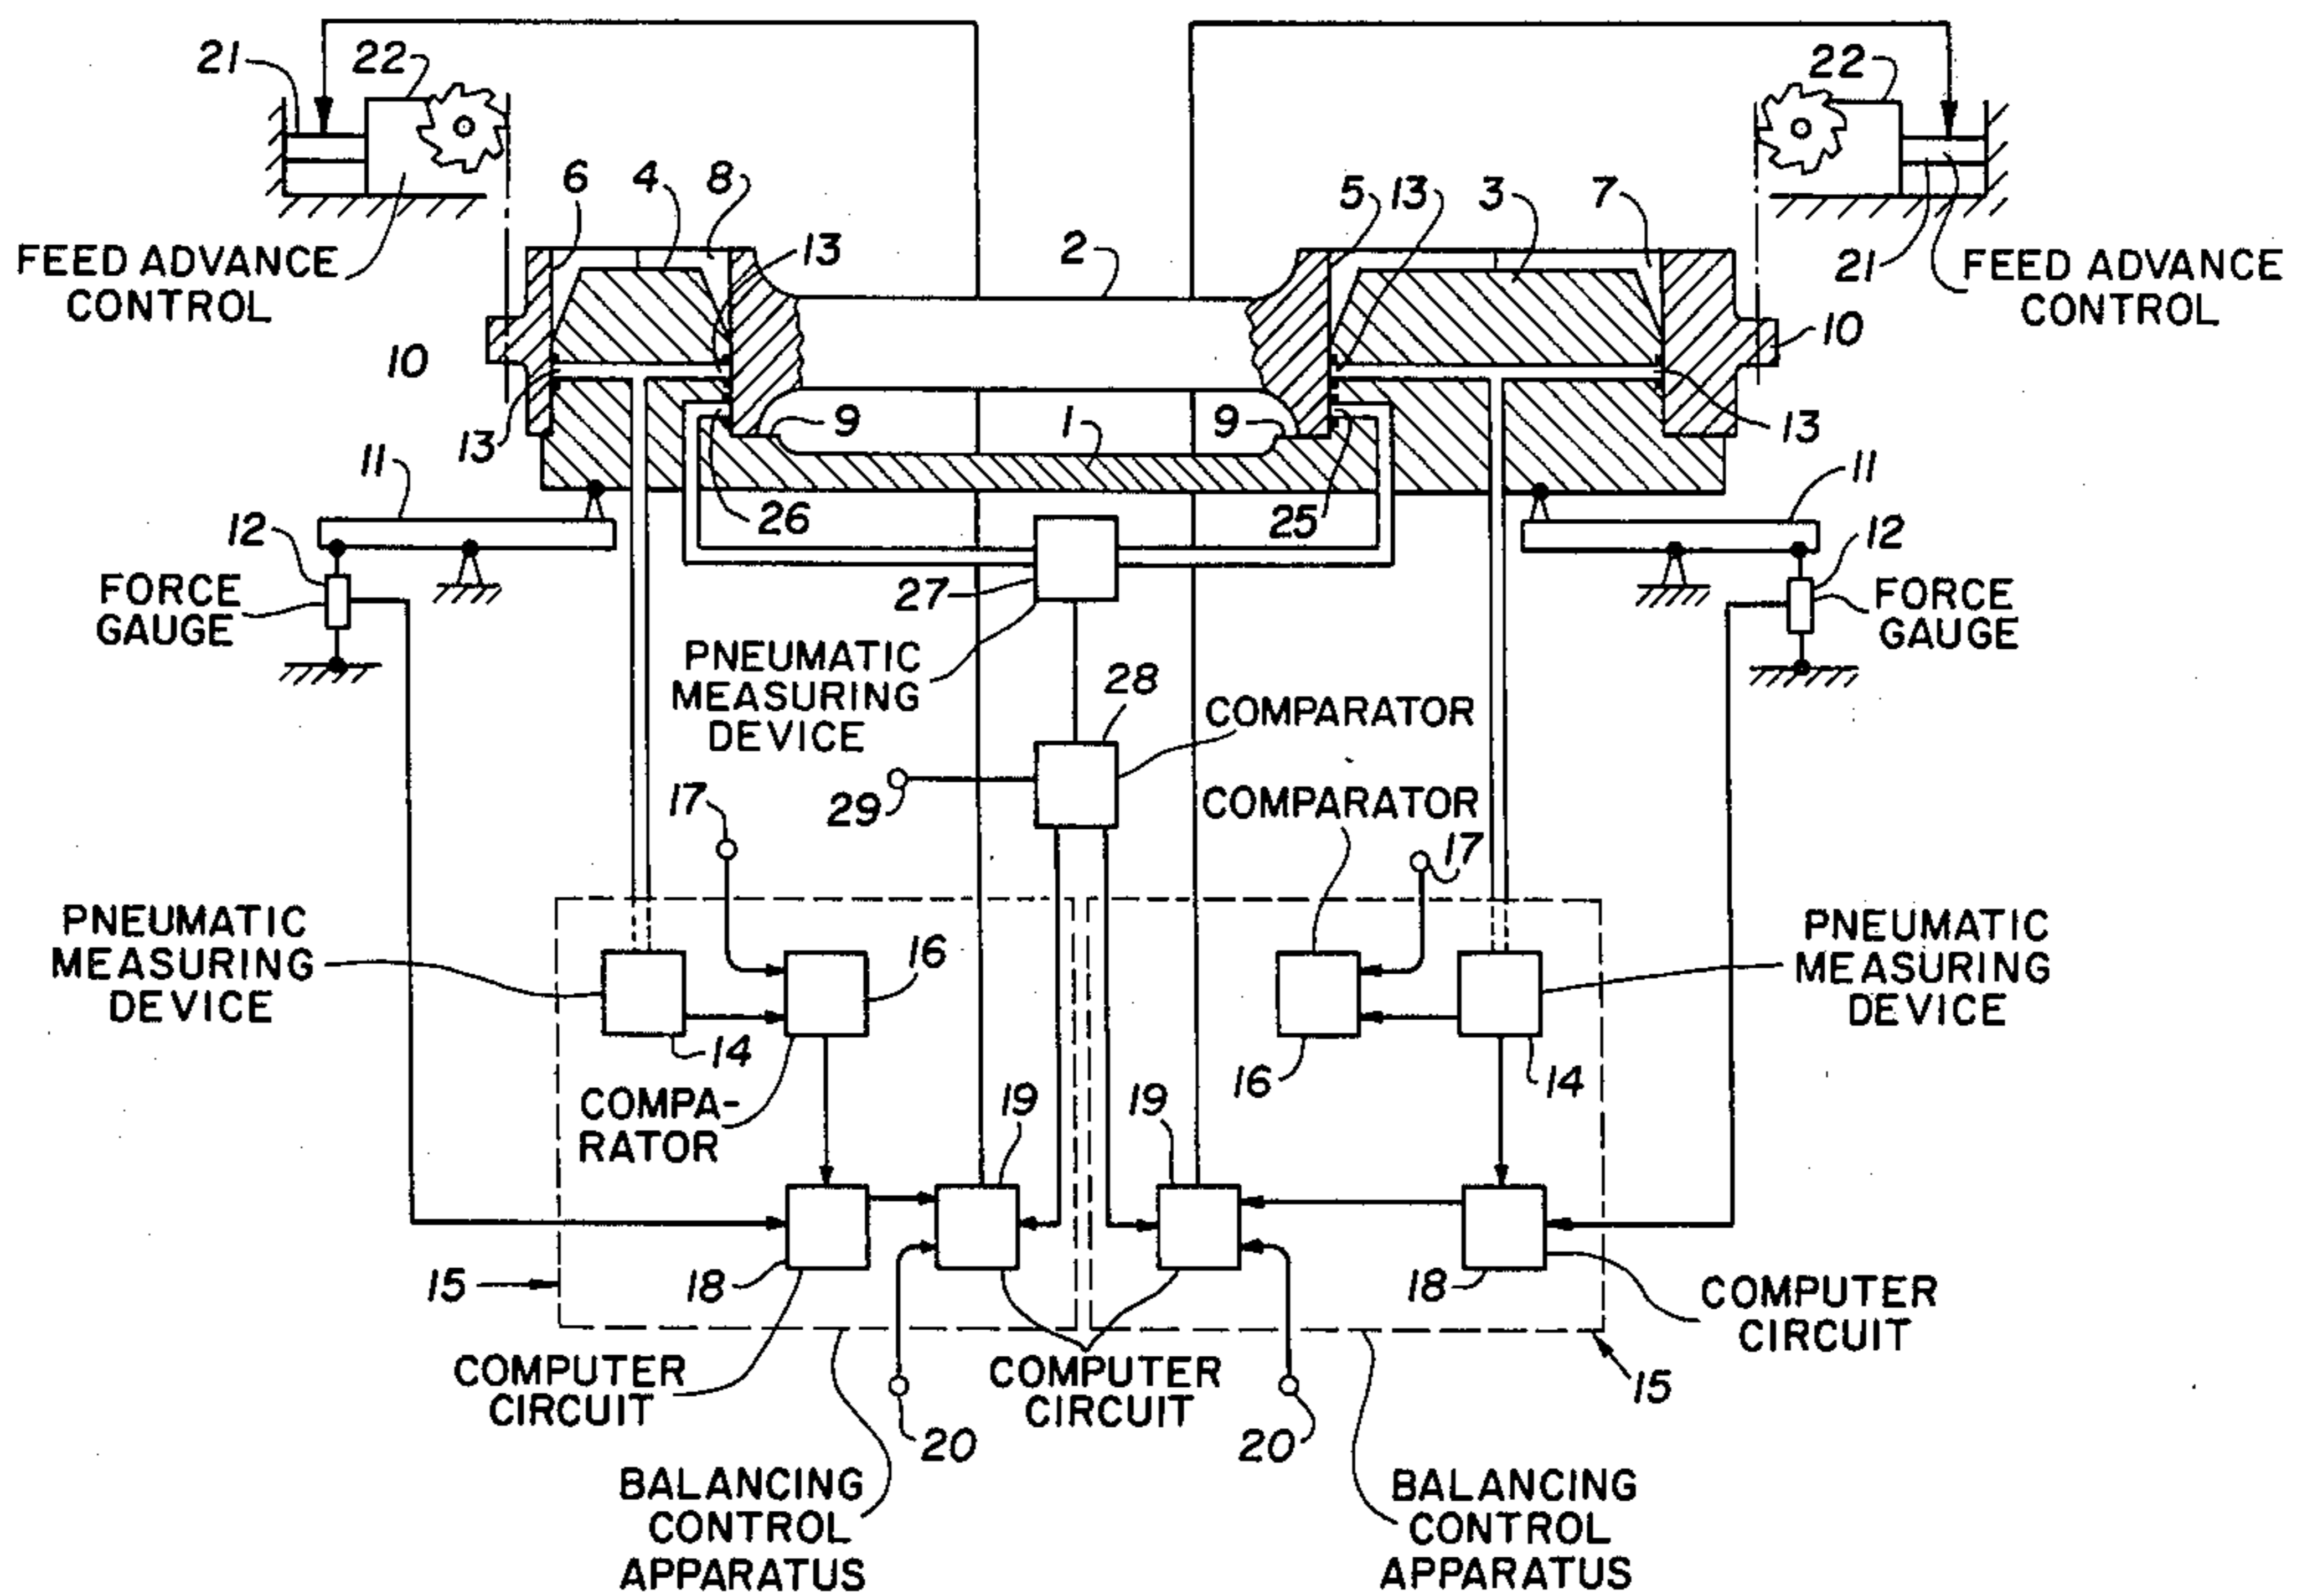 21
22
22
6
4
8
13
2
5
13
3
7
21
FEED ADVANCE
CONTROL
FEED ADVANCE
CONTROL
10
10
13
9
1
9
13
11
11
26
25
12
12
FORCE
GAUGE
FORCE
GAUGE
27
PNEUMATIC
MEASURING
DEVICE
28
COMPARATOR
29
17
COMPARATOR
17
PNEUMATIC
MEASURING
DEVICE
16
PNEUMATIC
MEASURING
DEVICE
14
16
14
COMPA-
RATOR
19
19
15
18
18
COMPUTER
CIRCUIT
COMPUTER
CIRCUIT
COMPUTER
CIRCUIT
15
20
20
BALANCING
CONTROL
APPARATUS
BALANCING
CONTROL
APPARATUS